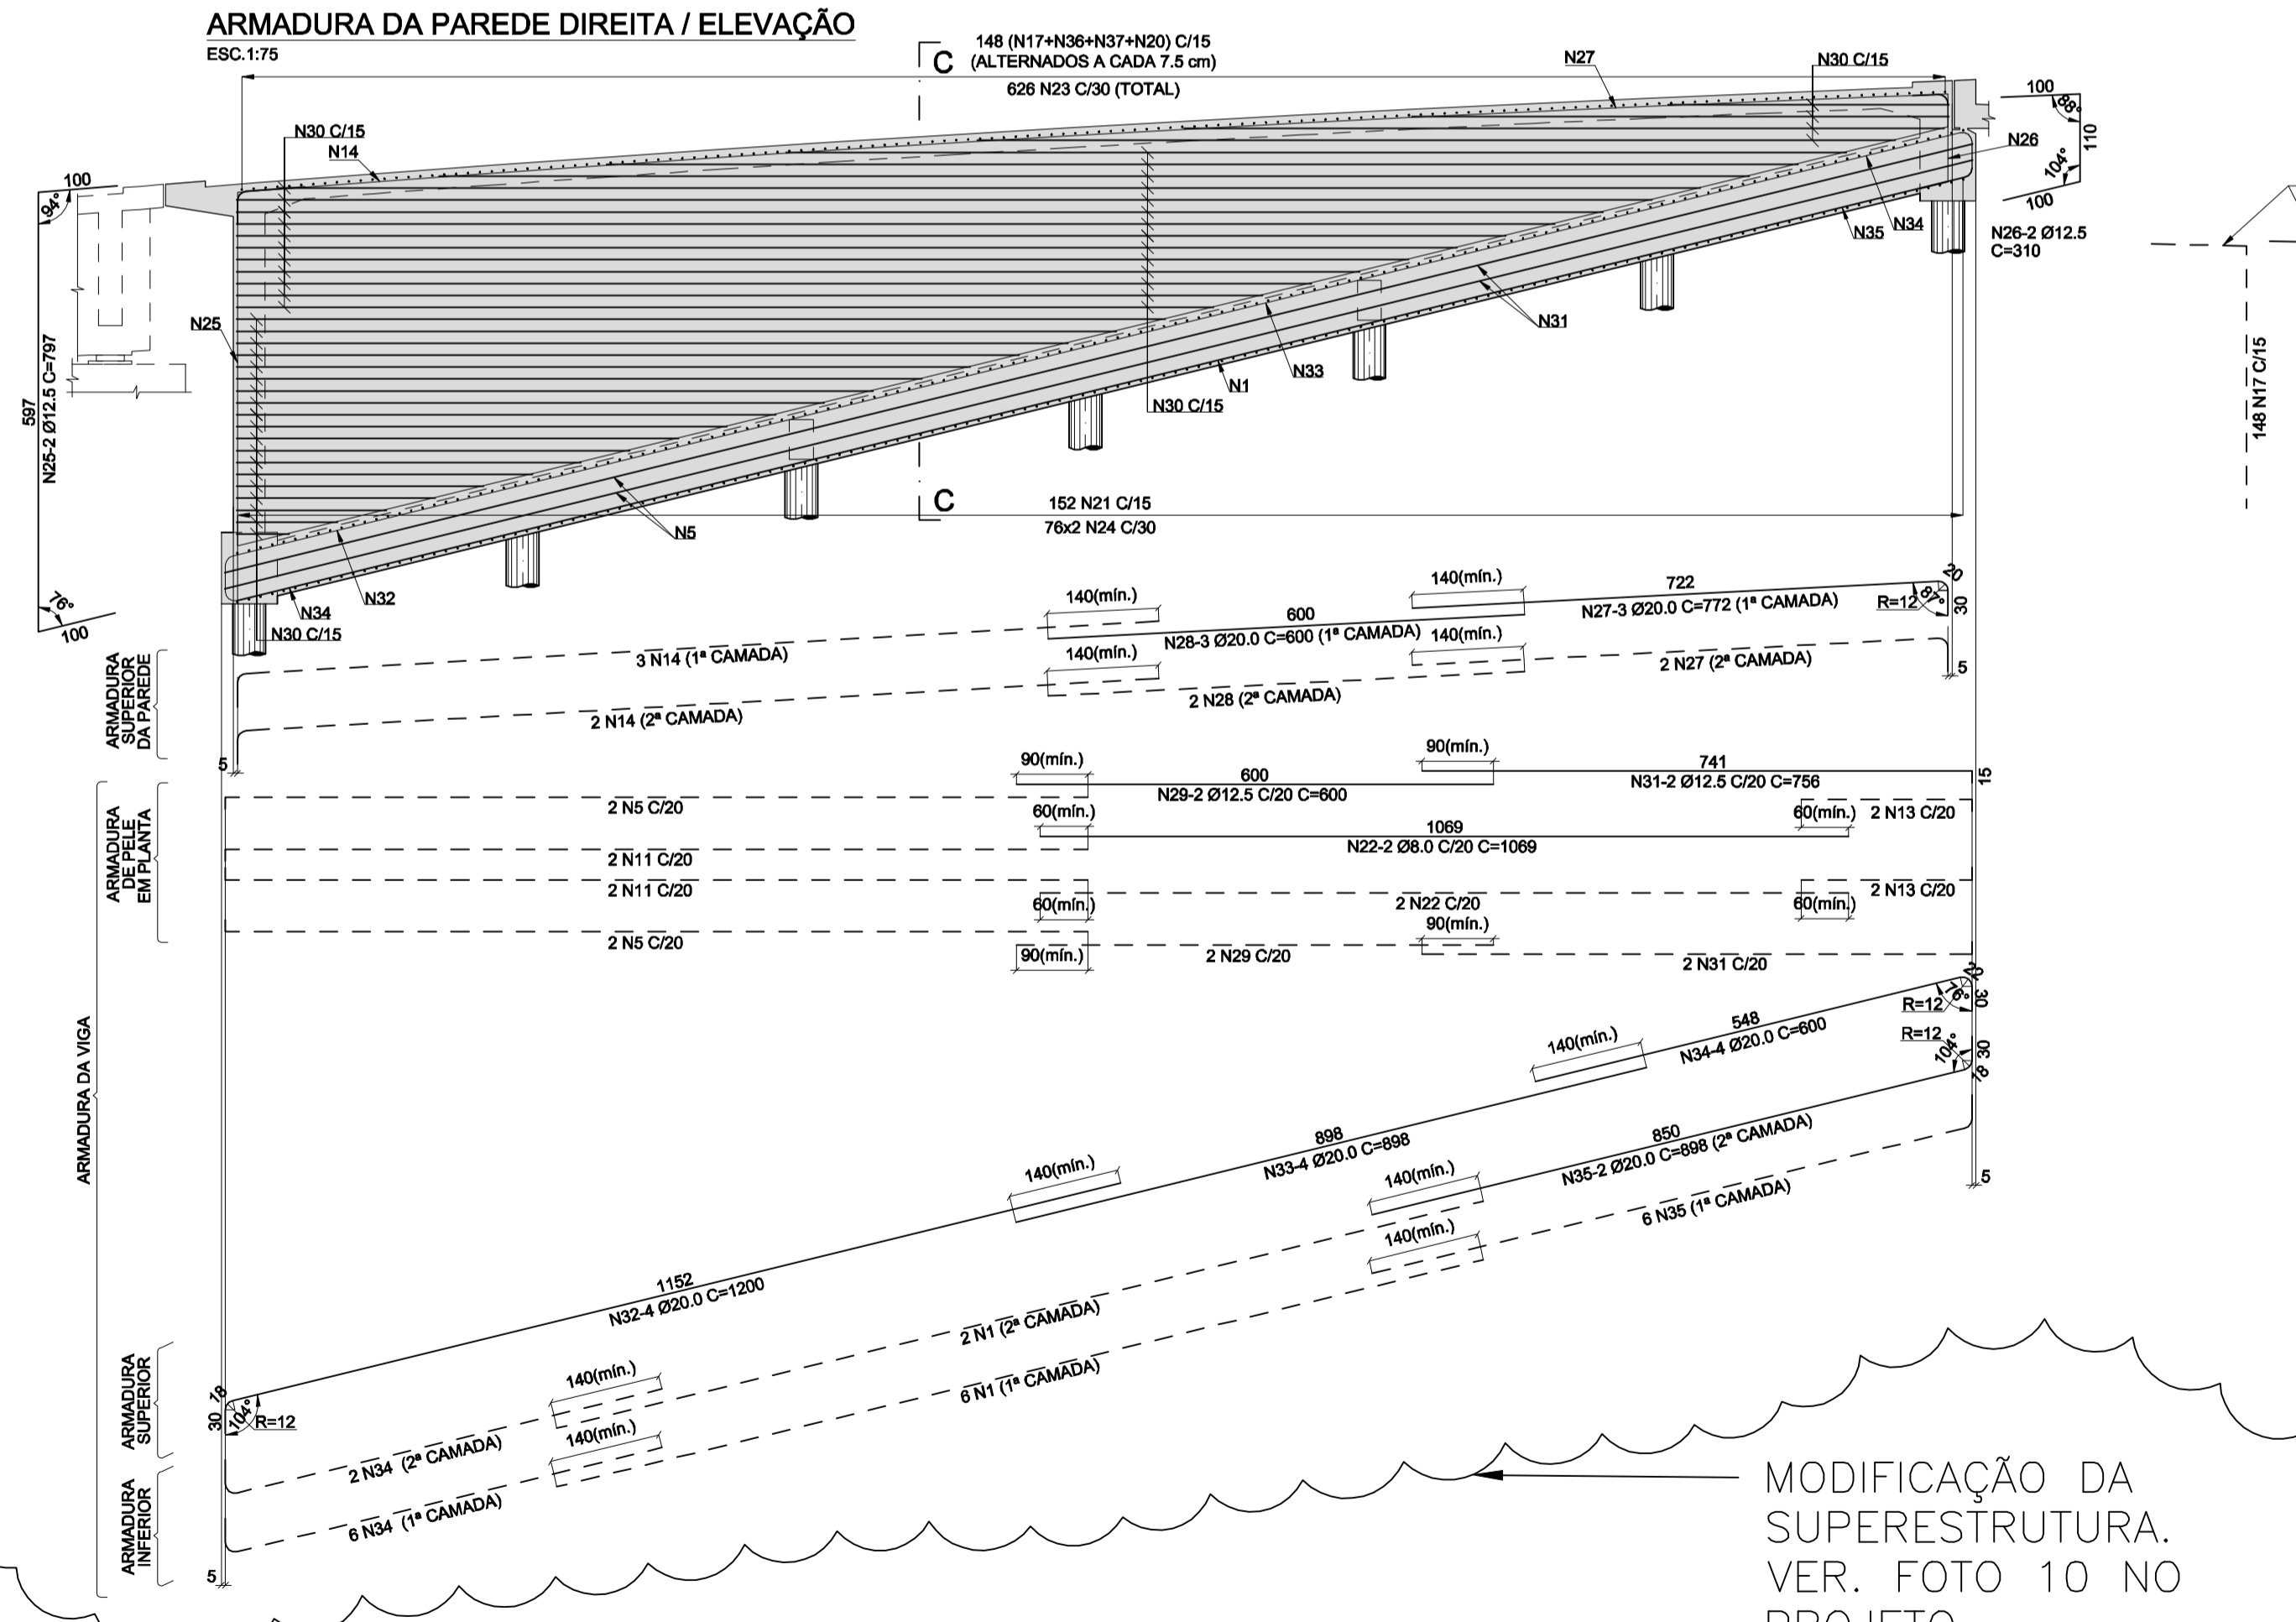 ARMADURA DA PAREDE DIREITA / ELEVAÇÃO
ESC.1:75
C
148 (N17+N36+N37+N20) C/15
(ALTERNADOS A CADA 7.5 cm)
626 N23 C/30 (TOTAL)
N27
N30 C/15
100
88°
110
104°
100
N26
N26-2 Ø12.5
C=310
N30 C/15
N14
100
94°
597
N25-2 Ø12.5 C=797
76°
100
N25
N34
N35
N31
N33
N1
N30 C/15
148 N17 C/15
C
152 N21 C/15
76x2 N24 C/30
N5
N32
N34
N30 C/15
ARMADURA
SUPERIOR
DA PAREDE
140(mín.)
3 N14 (1ª CAMADA)
600
N28-3 Ø20.0 C=600 (1ª CAMADA)
140(mín.)
722
N27-3 Ø20.0 C=772 (1ª CAMADA)
R=12
87°
20
30
140(mín.)
2 N14 (2ª CAMADA)
2 N28 (2ª CAMADA)
140(mín.)
2 N27 (2ª CAMADA)
5
5
ARMADURA DA VIGA
ARMADURA
DE PELE
EM PLANTA
90(mín.)
600
N29-2 Ø12.5 C/20 C=600
90(mín.)
741
N31-2 Ø12.5 C/20 C=756
15
2 N5 C/20
60(mín.)
1069
N22-2 Ø8.0 C/20 C=1069
60(mín.)
2 N13 C/20
2 N11 C/20
2 N11 C/20
60(mín.)
2 N22 C/20
60(mín.)
2 N13 C/20
2 N5 C/20
90(mín.)
2 N29 C/20
90(mín.)
2 N31 C/20
20
R=12
76°
30
548
N34-4 Ø20.0 C=600
140(mín.)
R=12
104°
30
18
898
N33-4 Ø20.0 C=898
140(mín.)
850
N35-2 Ø20.0 C=898 (2ª CAMADA)
140(mín.)
5
6 N35 (1ª CAMADA)
140(mín.)
1152
N32-4 Ø20.0 C=1200
2 N1 (2ª CAMADA)
6 N1 (1ª CAMADA)
ARMADURA
SUPERIOR
18
30
104°
R=12
140(mín.)
2 N34 (2ª CAMADA)
140(mín.)
6 N34 (1ª CAMADA)
ARMADURA
INFERIOR
5
MODIFICAÇÃO DA
SUPERESTRUTURA.
VER. FOTO 10 NO
PROJETO